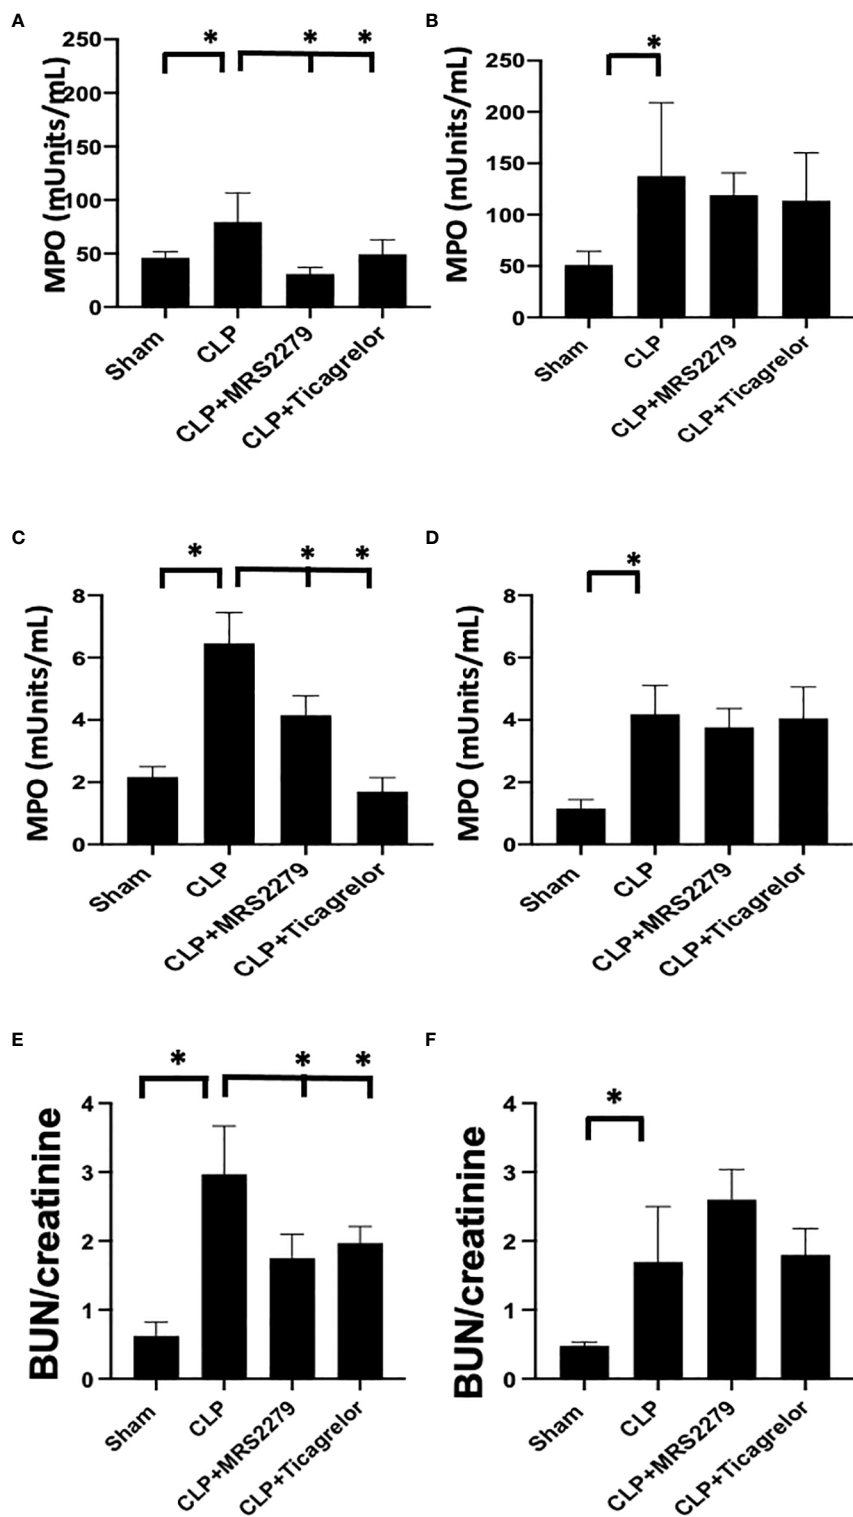 A
*
*
*
MPO (mUnits/mL)
250
200
150
100
50
0
Sham
CLP
CLP+MRS2279
CLP+Ticagrelor
B
*
MPO (mUnits/mL)
250
200
150
100
50
0
Sham
CLP
CLP+MRS2279
CLP+Ticagrelor
C
*
*
*
MPO (mUnits/mL)
8
6
4
2
0
Sham
CLP
CLP+MRS2279
CLP+Ticagrelor
D
*
MPO (mUnits/mL)
8
6
4
2
0
Sham
CLP
CLP+MRS2279
CLP+Ticagrelor
E
*
*
*
BUN/creatinine
4
3
2
1
0
Sham
CLP
CLP+MRS2279
CLP+Ticagrelor
F
*
BUN/creatinine
4
3
2
1
0
Sham
CLP
CLP+MRS2279
CLP+Ticagrelor